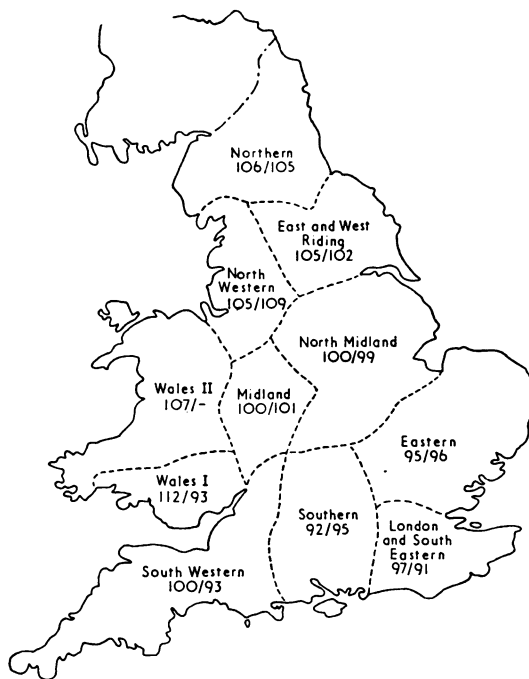 Northern
106/105
East and West
Riding
105/102
North
Western
105/109
North Midland
100/99
Wales II
107/-
Midland
100/101
Eastern
95/96
Wales I
112/93
Southern
92/95
London
and South
Eastern
97/91
South Western
100/93